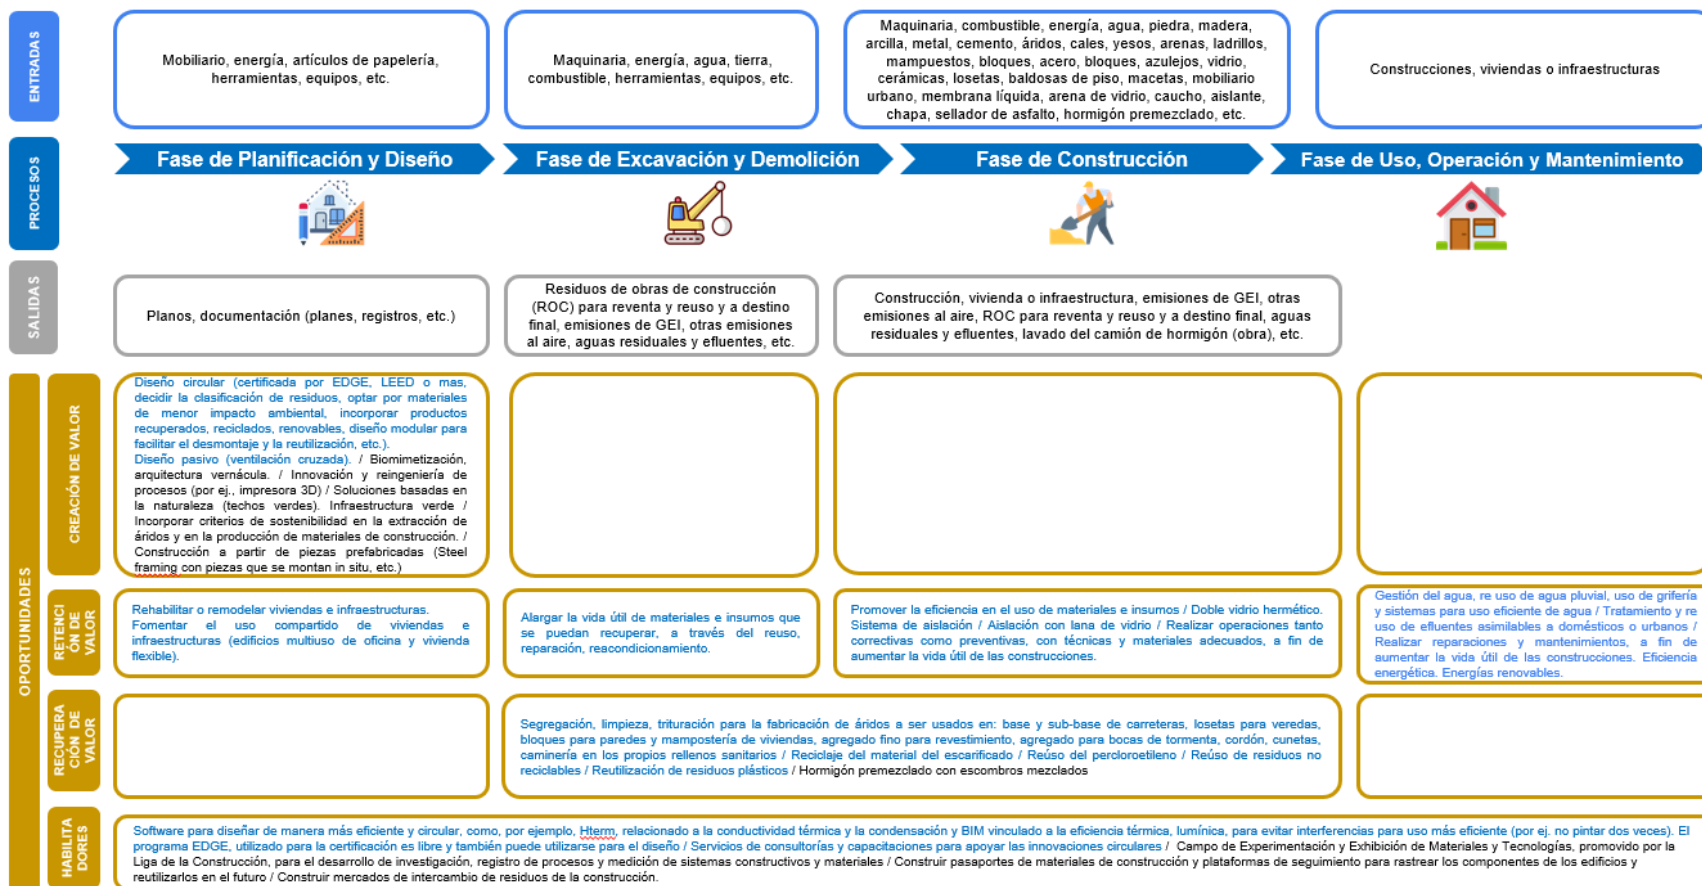 ENTRADAS
Mobiliario, energía, artículos de papelería,
herramientas, equipos, etc.
Maquinaria, energía, agua, tierra,
combustible, herramientas, equipos, etc.
Maquinaria, combustible, energía, agua, piedra, madera,
arcilla, metal, cemento, áridos, cales, yesos, arenas, ladrillos,
mampuestos, bloques, acero, bloques, azulejos, vidrio,
cerámicas, losetas, baldosas de piso, macetas, mobiliario
urbano, membrana líquida, arena de vidrio, caucho, aislante,
chapa, sellador de asfalto, hormigón premezclado, etc.
Construcciones, viviendas o infraestructuras
PROCESOS
Fase de Planificación y Diseño
Fase de Excavación y Demolición
Fase de Construcción
Fase de Uso, Operación y Mantenimiento
SALIDAS
Planos, documentación (planes, registros, etc.)
Residuos de obras de construcción
(ROC) para reventa y reuso y a destino
final, emisiones de GEI, otras emisiones
al aire, aguas residuales y efluentes, etc.
Construcción, vivienda o infraestructura, emisiones de GEI, otras
emisiones al aire, ROC para reventa y reuso y a destino final, aguas
residuales y efluentes, lavado del camión de hormigón (obra), etc.
OPORTUNIDADES
CREACIÓN DE VALOR
Diseño circular (certificada por EDGE, LEED o mas,
decidir la clasificación de residuos, optar por materiales
de menor impacto ambiental, incorporar productos
recuperados, reciclados, renovables, diseño modular para
facilitar el desmontaje y la reutilización, etc.).
Diseño pasivo (ventilación cruzada). / Biomimetización,
arquitectura vernácula. / Innovación y reingeniería de
procesos (por ej., impresora 3D) / Soluciones basadas en
la naturaleza (techos verdes). Infraestructura verde /
Incorporar criterios de sostenibilidad en la extracción de
áridos y en la producción de materiales de construcción. /
Construcción a partir de piezas prefabricadas (Steel
framing con piezas que se montan in situ, etc.)
RETENCI
ÓN DE
VALOR
Rehabilitar o remodelar viviendas e infraestructuras.
Fomentar el uso compartido de viviendas e
infraestructuras (edificios multiuso de oficina y vivienda
flexible).
Alargar la vida útil de materiales e insumos que
se puedan recuperar, a través del reuso,
reparación, reacondicionamiento.
Promover la eficiencia en el uso de materiales e insumos / Doble vidrio hermético.
Sistema de aislación / Aislación con lana de vidrio / Realizar operaciones tanto
correctivas como preventivas, con técnicas y materiales adecuados, a fin de
aumentar la vida útil de las construcciones.
Gestión del agua, re uso de agua pluvial, uso de grifería
y sistemas para uso eficiente de agua / Tratamiento y re
uso de efluentes asimilables a domésticos o urbanos /
Realizar reparaciones y mantenimientos, a fin de
aumentar la vida útil de las construcciones. Eficiencia
energética. Energías renovables.
RECUPERA
CIÓN DE
VALOR
Segregación, limpieza, trituración para la fabricación de áridos a ser usados en: base y sub-base de carreteras, losetas para veredas,
bloques para paredes y mampostería de viviendas, agregado fino para revestimiento, agregado para bocas de tormenta, cordón, cunetas,
caminería en los propios rellenos sanitarios / Reciclaje del material del escarificado / Reúso del percloroetileno / Reúso de residuos no
reciclables / Reutilización de residuos plásticos / Hormigón premezclado con escombros mezclados
HABILITA
DORES
Software para diseñar de manera más eficiente y circular, como, por ejemplo, Hterm, relacionado a la conductividad térmica y la condensación y BIM vinculado a la eficiencia térmica, lumínica, para evitar interferencias para uso más eficiente (por ej. no pintar dos veces). El
programa EDGE, utilizado para la certificación es libre y también puede utilizarse para el diseño / Servicios de consultorías y capacitaciones para apoyar las innovaciones circulares / Campo de Experimentación y Exhibición de Materiales y Tecnologías, promovido por la
Liga de la Construcción, para el desarrollo de investigación, registro de procesos y medición de sistemas constructivos y materiales / Construir pasaportes de materiales de construcción y plataformas de seguimiento para rastrear los componentes de los edificios y
reutilizarlos en el futuro / Construir mercados de intercambio de residuos de la construcción.